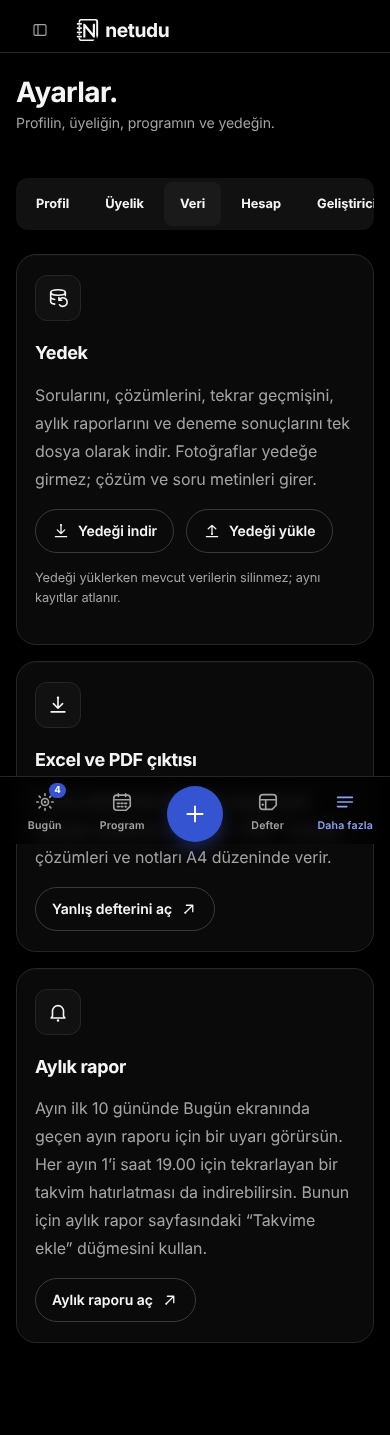 netudu
Ayarlar.
Profilin, üyeliğin, programın ve yedeğin.
Profil
Üyelik
Veri
Hesap
Geliştirici
Yedek
Sorularını, çözümlerini, tekrar geçmişini,
aylık raporlarını ve deneme sonuçlarını tek
dosya olarak indir. Fotoğraflar yedeğe
girmez; çözüm ve soru metinleri girer.
Yedeği indir
Yedeği yükle
Yedeği yüklerken mevcut verilerin silinmez; aynı
kayıtlar atlanır.
Excel ve PDF çıktısı
4
Bugün
Program
Defter
Daha fazla
çözümleri ve notları A4 düzeninde verir.
Yanlış defterini aç
Aylık rapor
Ayın ilk 10 gününde Bugün ekranında
geçen ayın raporu için bir uyarı görürsün.
Her ayın 1’i saat 19.00 için tekrarlayan bir
takvim hatırlatması da indirebilirsin. Bunun
için aylık rapor sayfasındaki “Takvime
ekle” düğmesini kullan.
Aylık raporu aç